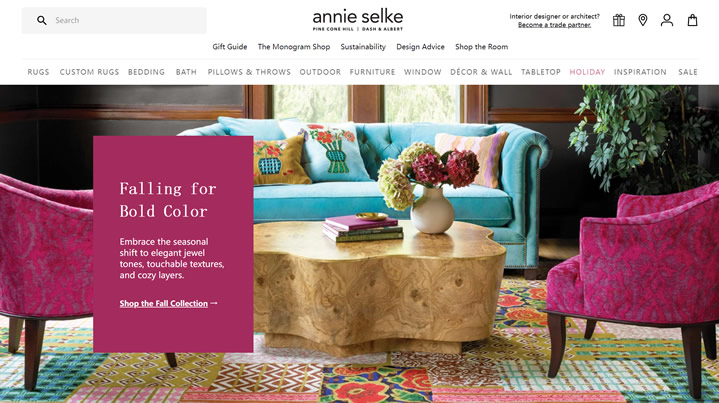 Search
annie selke
PINE CONE HILL | DASH & ALBERT
Interior designer or architect?
Become a trade partner.
Gift Guide The Monogram Shop Sustainability Design Advice Shop the Room
RUGS CUSTOM RUGS BEDDING BATH PILLOWS & THROWS OUTDOOR FURNITURE WINDOW DÉCOR & WALL TABLETOP HOLIDAY INSPIRATION SALE
Falling for
Bold Color
Embrace the seasonal
shift to elegant jewel
tones, touchable textures,
and cozy layers.
Shop the Fall Collection →